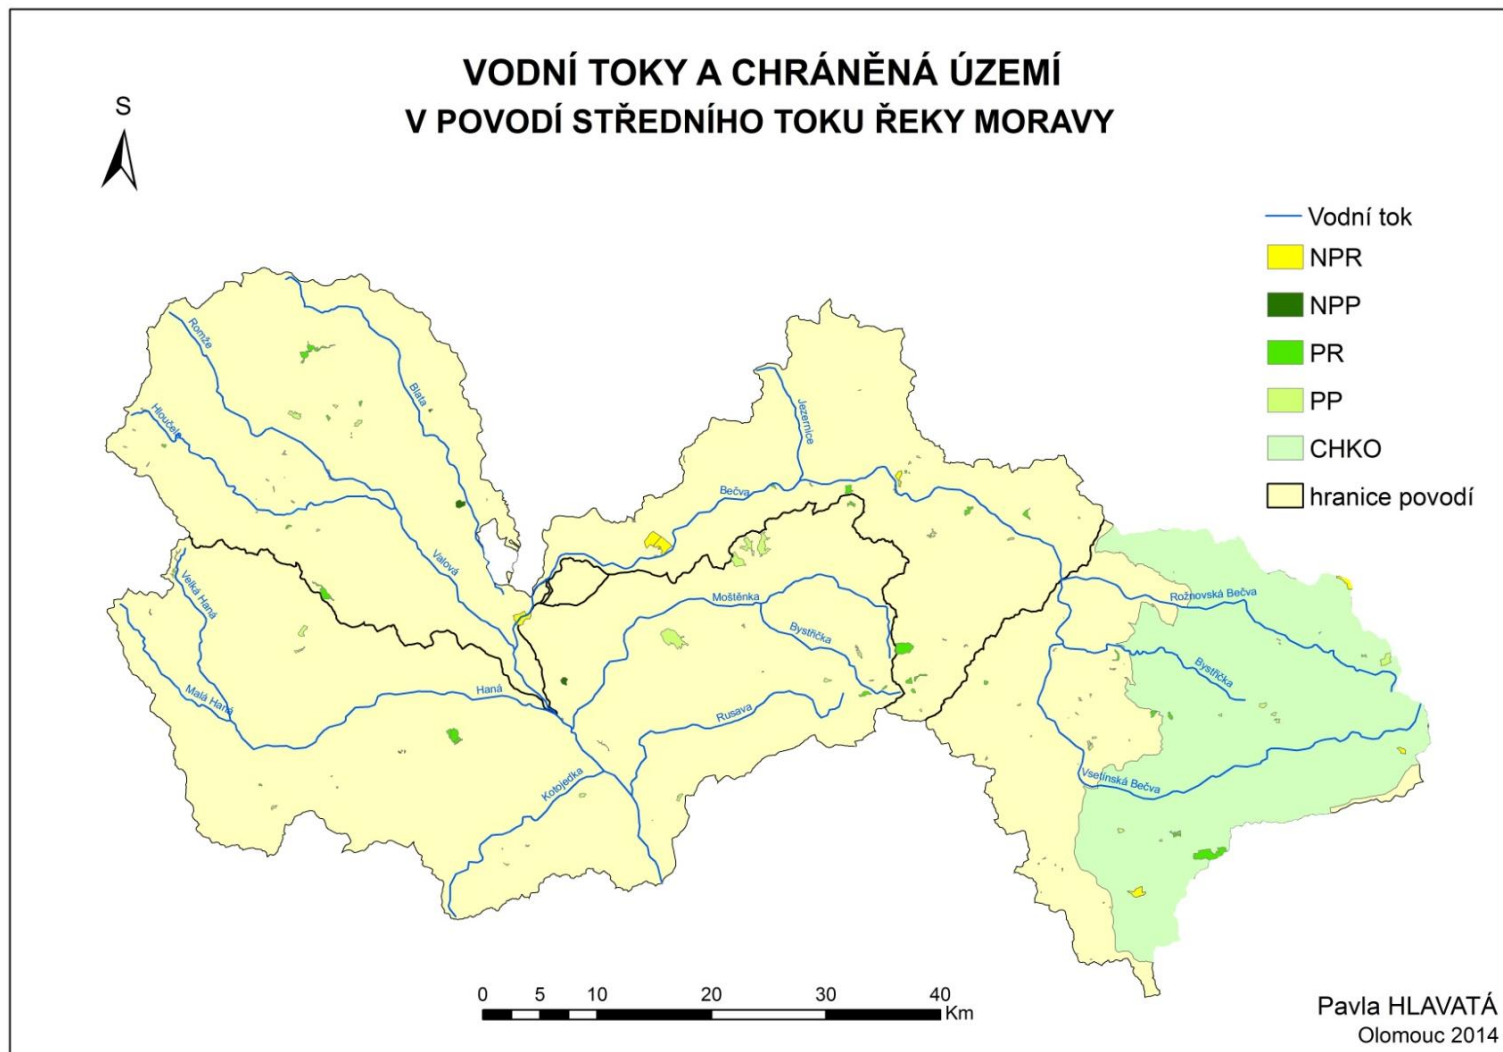 VODNÍ TOKY A CHRÁNĚNÁ ÚZEMÍ
V POVODÍ STŘEDNÍHO TOKU ŘEKY MORAVY
S
Vodní tok
NPR
NPP
PR
PP
CHKO
hranice povodí
Romže
Hloučela
Blata
Jezernice
Bečva
Valová
Velká Haná
Malá Haná
Haná
Moštěnka
Bystřička
Rusava
Kotojedka
Rožnovská Bečva
Bystřička
Vsetínská Bečva
0 5 10 20 30 40
Km
Pavla HLAVATÁ
Olomouc 2014